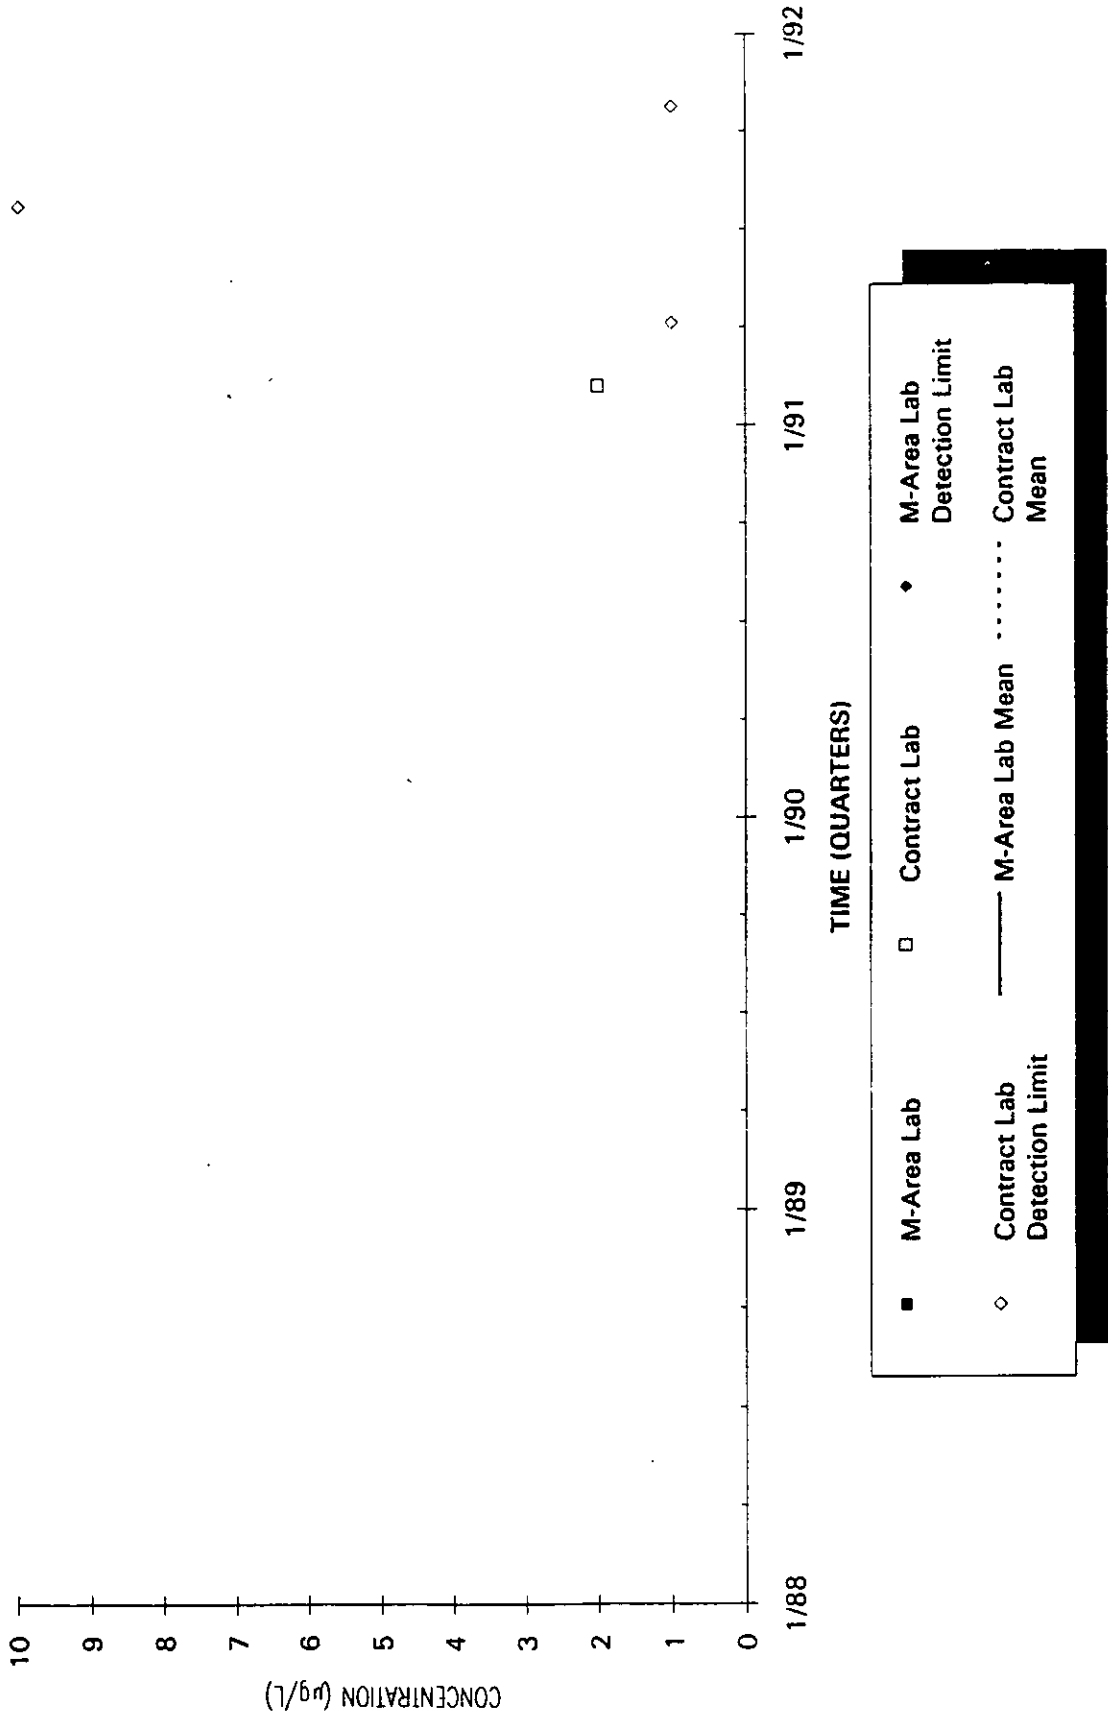 CONCENTRATION (µg/L)
10
9
8
7
6
5
4
3
2
1
0
1/88
1/89
1/90
1/91
1/92
TIME (QUARTERS)
M-Area Lab
Contract Lab
M-Area Lab
Detection Limit
Contract Lab
Detection Limit
M-Area Lab Mean
Contract Lab
Mean